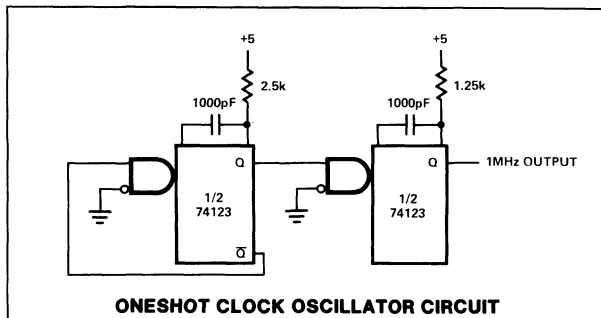 +5
+5
2.5k
1.25k
1000pF
1000pF
Q
Q
1MHz OUTPUT
1/2
74123
1/2
74123
Q̅
ONESHOT CLOCK OSCILLATOR CIRCUIT